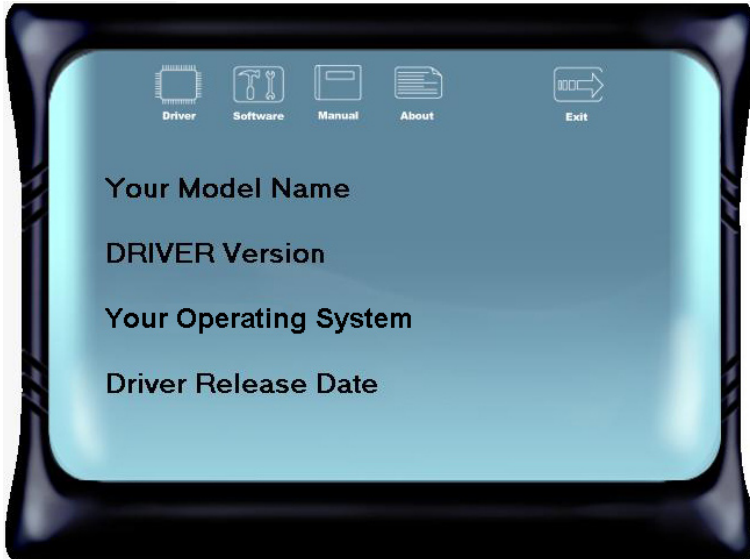 Driver Software Manual About Exit
Your Model Name
DRIVER Version
Your Operating System
Driver Release Date